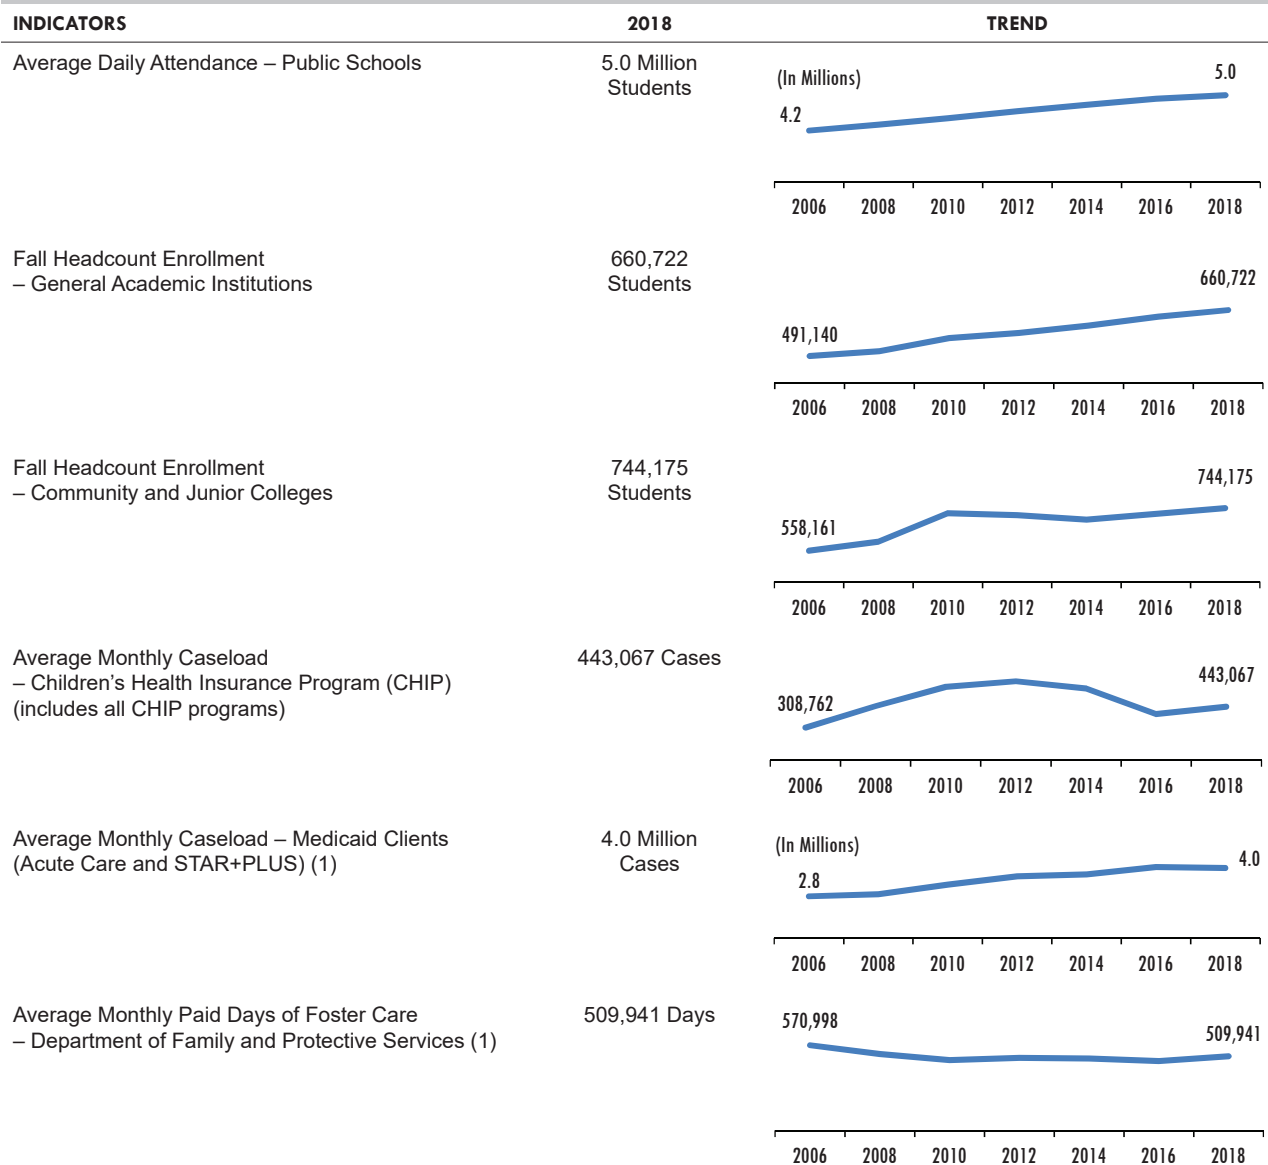 INDICATORS 2018 TREND
Average Daily Attendance – Public Schools 5.0 Million
Students
(In Millions)
4.2
5.0
2006 2008 2010 2012 2014 2016 2018
Fall Headcount Enrollment 660,722
– General Academic Institutions Students
491,140
660,722
2006 2008 2010 2012 2014 2016 2018
Fall Headcount Enrollment 744,175
– Community and Junior Colleges Students
558,161
744,175
2006 2008 2010 2012 2014 2016 2018
Average Monthly Caseload 443,067 Cases
– Children’s Health Insurance Program (CHIP)
(includes all CHIP programs)
308,762
443,067
2006 2008 2010 2012 2014 2016 2018
Average Monthly Caseload – Medicaid Clients 4.0 Million
(Acute Care and STAR+PLUS) (1) Cases
(In Millions)
2.8
4.0
2006 2008 2010 2012 2014 2016 2018
Average Monthly Paid Days of Foster Care 509,941 Days
– Department of Family and Protective Services (1)
570,998
509,941
2006 2008 2010 2012 2014 2016 2018